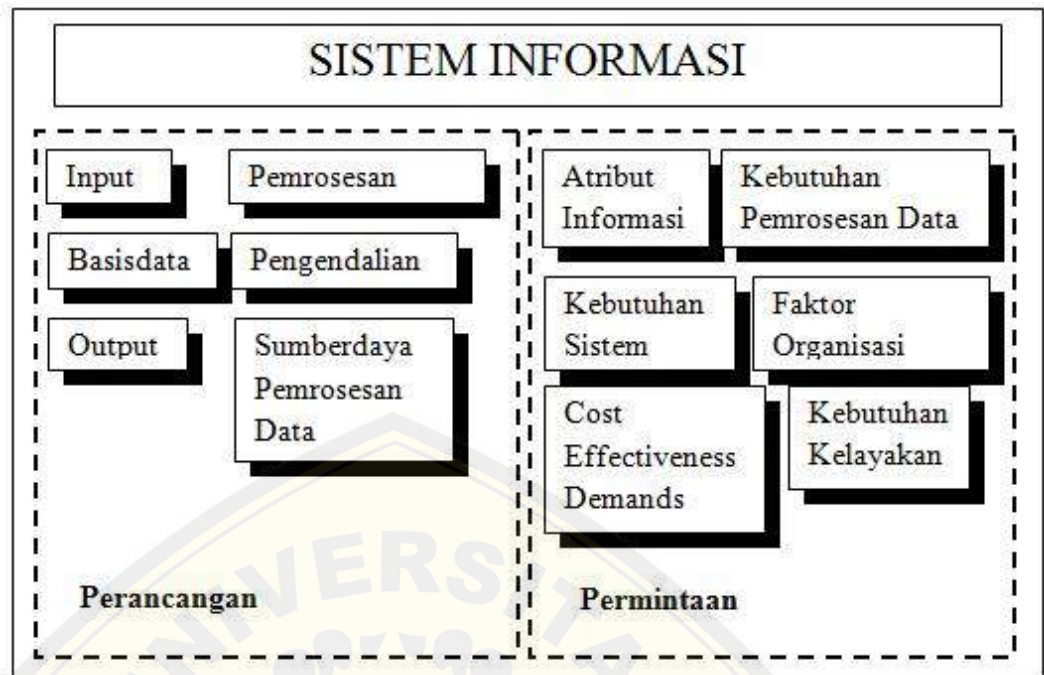 SISTEM INFORMASI
Input
Pemrosesan
Basisdata
Pengendalian
Output
Sumberdaya
Pemrosesan
Data
Perancangan
Atribut
Informasi
Kebutuhan
Pemrosesan Data
Kebutuhan
Sistem
Faktor
Organisasi
Cost
Effectiveness
Demands
Kebutuhan
Kelayakan
Permintaan